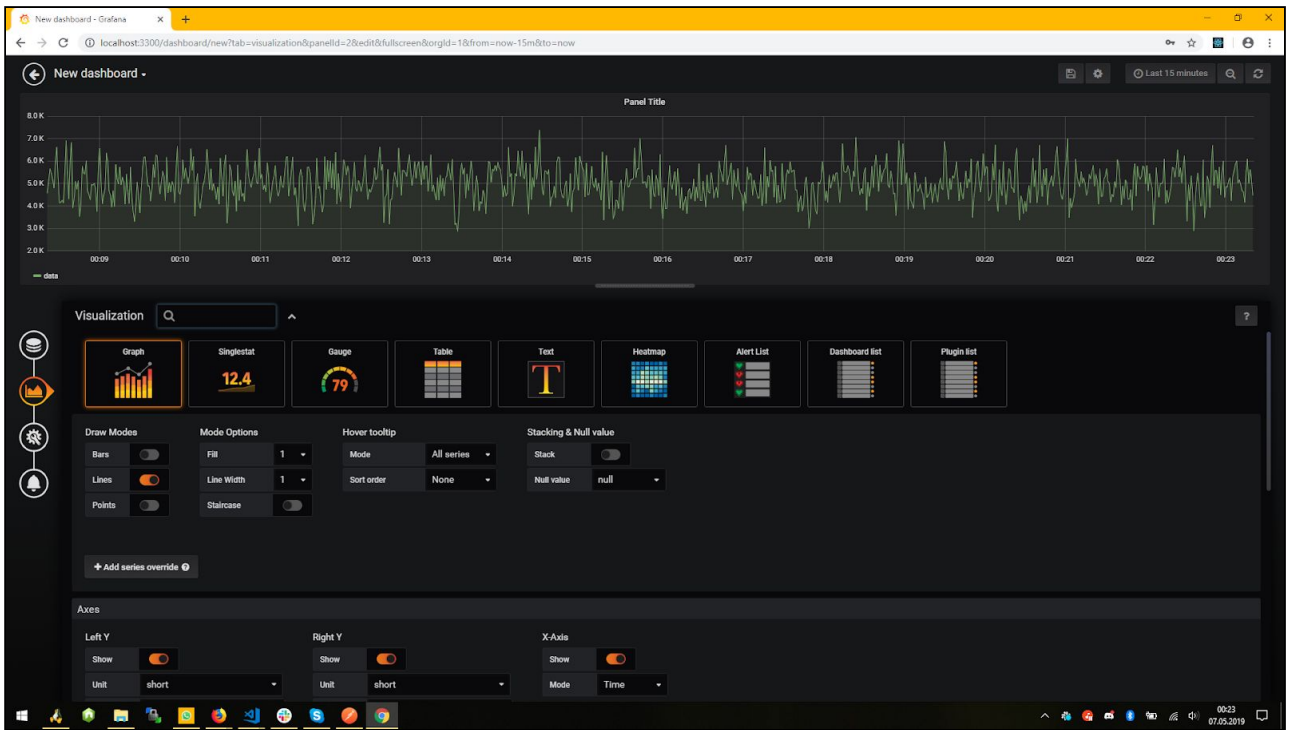 New dashboard - Grafana
localhost:3300/dashboard/new?tab=visualization&panelId=2&edit&fullscreen&orgId=1&from=now-15m&to=now
New dashboard
Last 15 minutes
Panel Title
8.0 K
7.0 K
6.0 K
5.0 K
4.0 K
3.0 K
2.0 K
00:09 00:10 00:11 00:12 00:13 00:14 00:15 00:16 00:17 00:18 00:19 00:20 00:21 00:22 00:23
data
Visualization
?
Graph Singlestat Gauge Table Text Heatmap Alert List Dashboard list Plugin list
12.4 79 T
Draw Modes Mode Options Hover tooltip Stacking & Null value
Bars Fill 1 Mode All series Stack
Lines Line Width 1 Sort order None Null value null
Points Staircase
+ Add series override ?
Axes
Left Y Right Y X-Axis
Show Show Show
Unit short Unit short Mode Time
00:23
07.05.2019